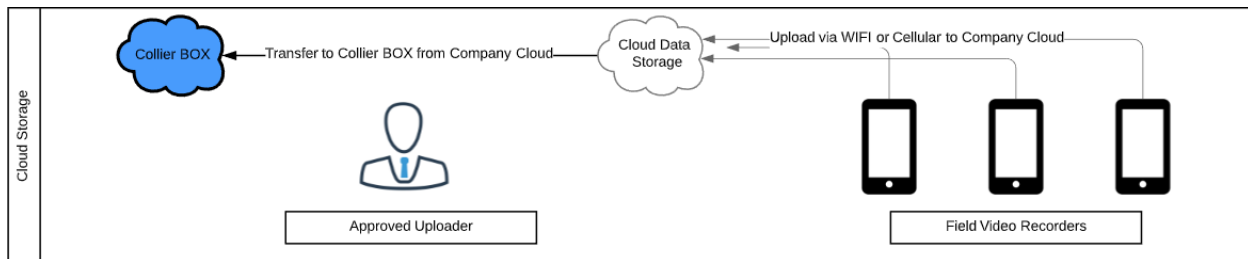 Cloud Storage
Collier BOX
Transfer to Collier BOX from Company Cloud
Cloud Data
Storage
Upload via WIFI or Cellular to Company Cloud
Approved Uploader
Field Video Recorders